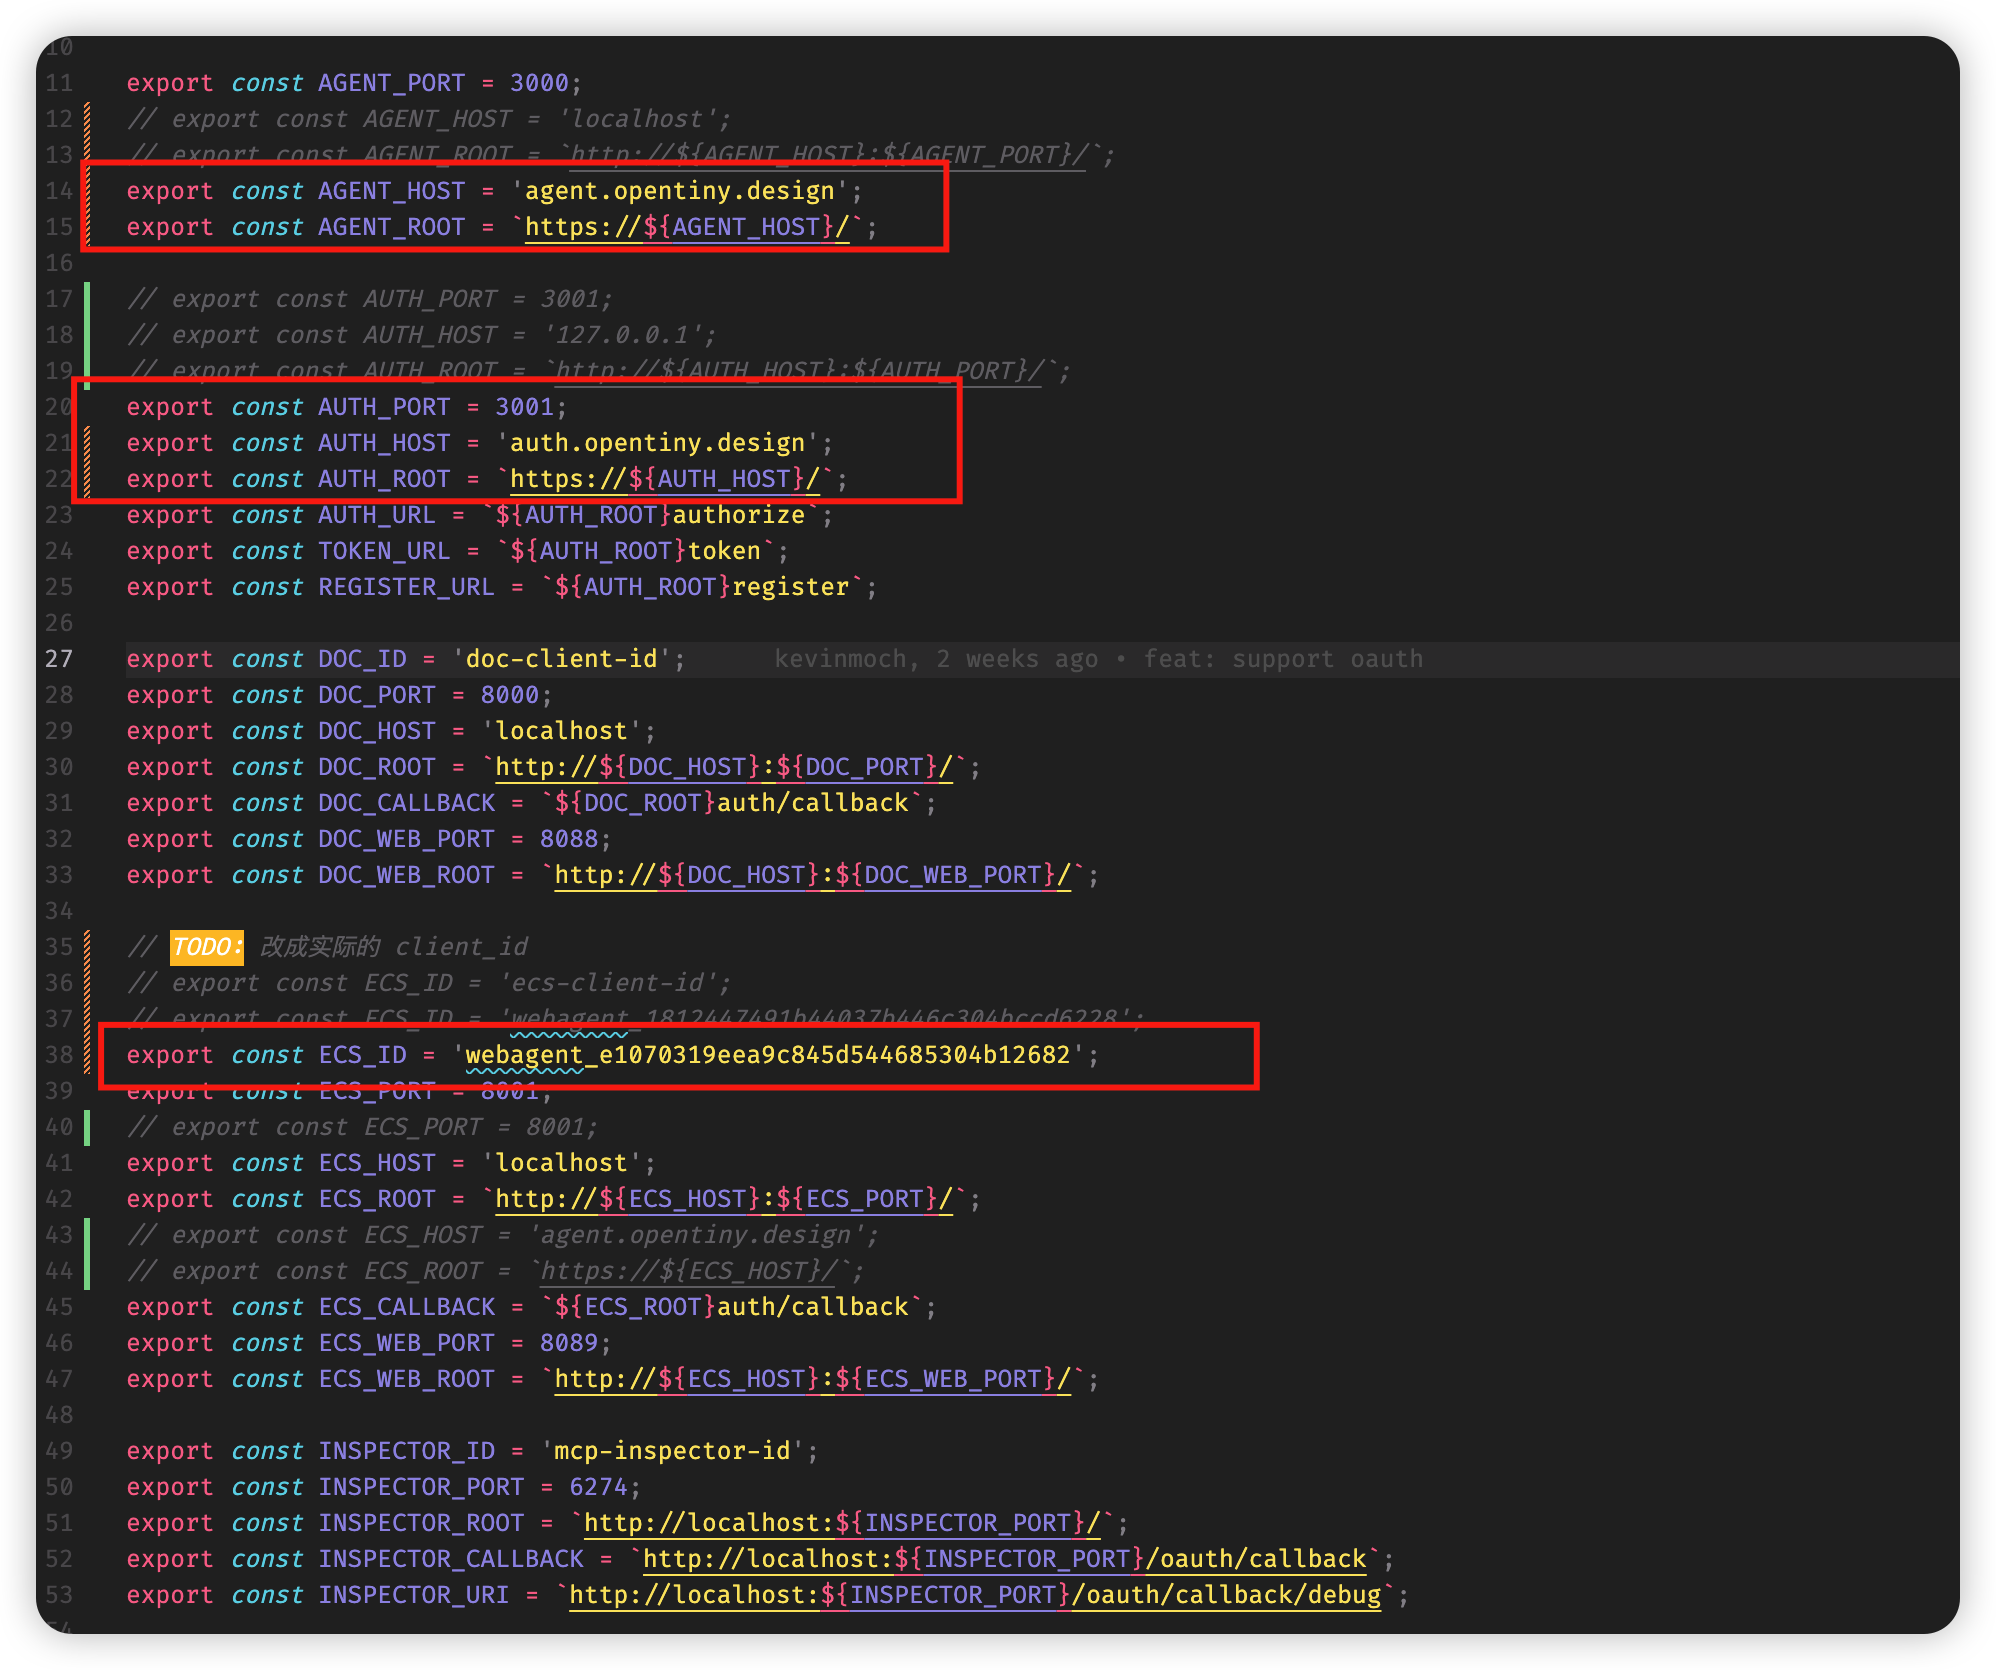 10
11 export const AGENT_PORT = 3000;
12 // export const AGENT_HOST = 'localhost';
13 // export const AGENT_ROOT = `http://${AGENT_HOST}:${AGENT_PORT}/`;
14 export const AGENT_HOST = 'agent.opentiny.design';
15 export const AGENT_ROOT = `https://${AGENT_HOST}/`;
16
17 // export const AUTH_PORT = 3001;
18 // export const AUTH_HOST = '127.0.0.1';
19 // export const AUTH_ROOT = `http://${AUTH_HOST}:${AUTH_PORT}/`;
20 export const AUTH_PORT = 3001;
21 export const AUTH_HOST = 'auth.opentiny.design';
22 export const AUTH_ROOT = `https://${AUTH_HOST}/`;
23 export const AUTH_URL = `${AUTH_ROOT}authorize`;
24 export const TOKEN_URL = `${AUTH_ROOT}token`;
25 export const REGISTER_URL = `${AUTH_ROOT}register`;
26
27 export const DOC_ID = 'doc-client-id'; kevinmoch, 2 weeks ago • feat: support oauth
28 export const DOC_PORT = 8000;
29 export const DOC_HOST = 'localhost';
30 export const DOC_ROOT = `http://${DOC_HOST}:${DOC_PORT}/`;
31 export const DOC_CALLBACK = `${DOC_ROOT}auth/callback`;
32 export const DOC_WEB_PORT = 8088;
33 export const DOC_WEB_ROOT = `http://${DOC_HOST}:${DOC_WEB_PORT}/`;
34
35 // TODO: 改成实际的 client_id
36 // export const ECS_ID = 'ecs-client-id';
37 // export const ECS_ID = 'webagent_1812447491b44037b446c304bccd6228';
38 export const ECS_ID = 'webagent_e1070319eea9c845d544685304b12682';
39 export const ECS_PORT = 8001;
40 // export const ECS_PORT = 8001;
41 export const ECS_HOST = 'localhost';
42 export const ECS_ROOT = `http://${ECS_HOST}:${ECS_PORT}/`;
43 // export const ECS_HOST = 'agent.opentiny.design';
44 // export const ECS_ROOT = `https://${ECS_HOST}/`;
45 export const ECS_CALLBACK = `${ECS_ROOT}auth/callback`;
46 export const ECS_WEB_PORT = 8089;
47 export const ECS_WEB_ROOT = `http://${ECS_HOST}:${ECS_WEB_PORT}/`;
48
49 export const INSPECTOR_ID = 'mcp-inspector-id';
50 export const INSPECTOR_PORT = 6274;
51 export const INSPECTOR_ROOT = `http://localhost:${INSPECTOR_PORT}/`;
52 export const INSPECTOR_CALLBACK = `http://localhost:${INSPECTOR_PORT}/oauth/callback`;
53 export const INSPECTOR_URI = `http://localhost:${INSPECTOR_PORT}/oauth/callback/debug`;